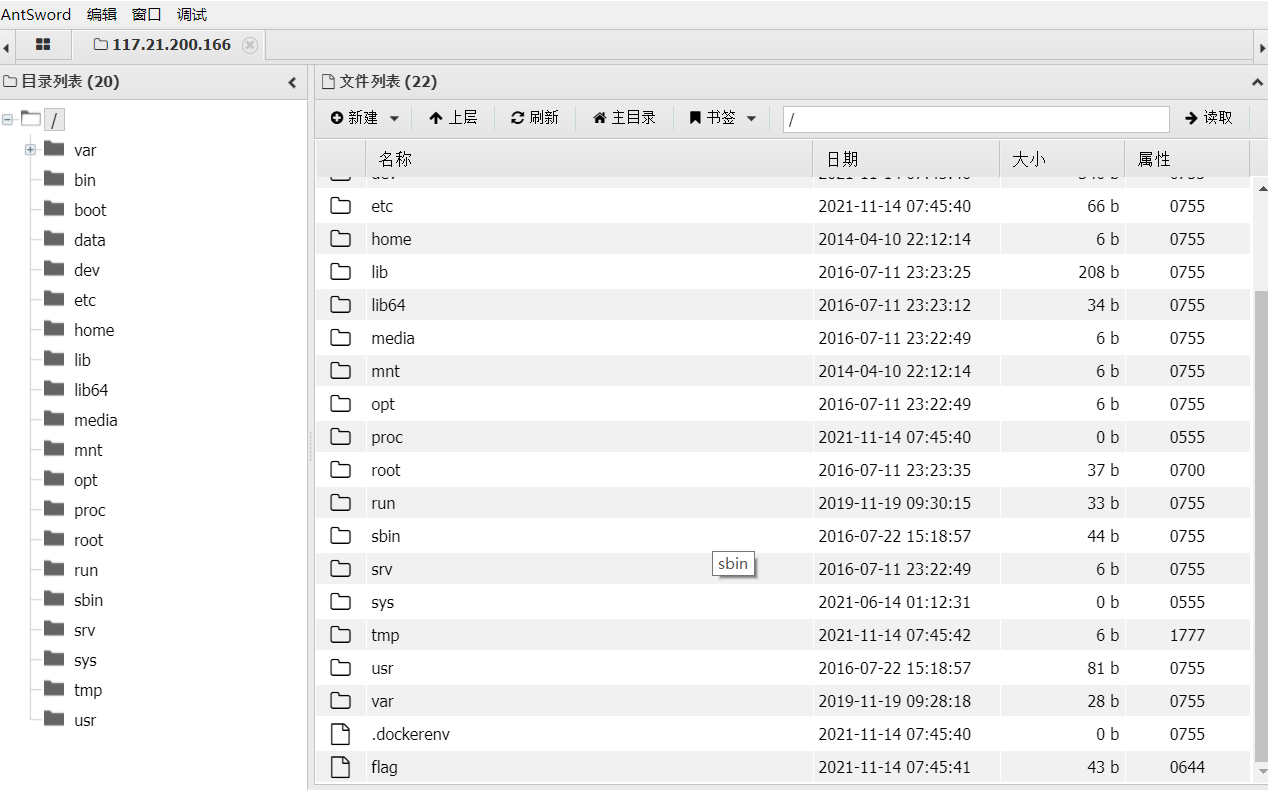 AntSword 编辑 窗口 调试
117.21.200.166
目录列表 (20)
/
var
bin
boot
data
dev
etc
home
lib
lib64
media
mnt
opt
proc
root
run
sbin
srv
sys
tmp
usr
文件列表 (22)
新建 上层 刷新 主目录 书签 / 读取
名称 日期 大小 属性
etc 2021-11-14 07:45:40 66 b 0755
home 2014-04-10 22:12:14 6 b 0755
lib 2016-07-11 23:23:25 208 b 0755
lib64 2016-07-11 23:23:12 34 b 0755
media 2016-07-11 23:22:49 6 b 0755
mnt 2014-04-10 22:12:14 6 b 0755
opt 2016-07-11 23:22:49 6 b 0755
proc 2021-11-14 07:45:40 0 b 0555
root 2016-07-11 23:23:35 37 b 0700
run 2019-11-19 09:30:15 33 b 0755
sbin 2016-07-22 15:18:57 44 b 0755
sbin
srv 2016-07-11 23:22:49 6 b 0755
sys 2021-06-14 01:12:31 0 b 0555
tmp 2021-11-14 07:45:42 6 b 1777
usr 2016-07-22 15:18:57 81 b 0755
var 2019-11-19 09:28:18 28 b 0755
.dockerenv 2021-11-14 07:45:40 0 b 0755
flag 2021-11-14 07:45:41 43 b 0644